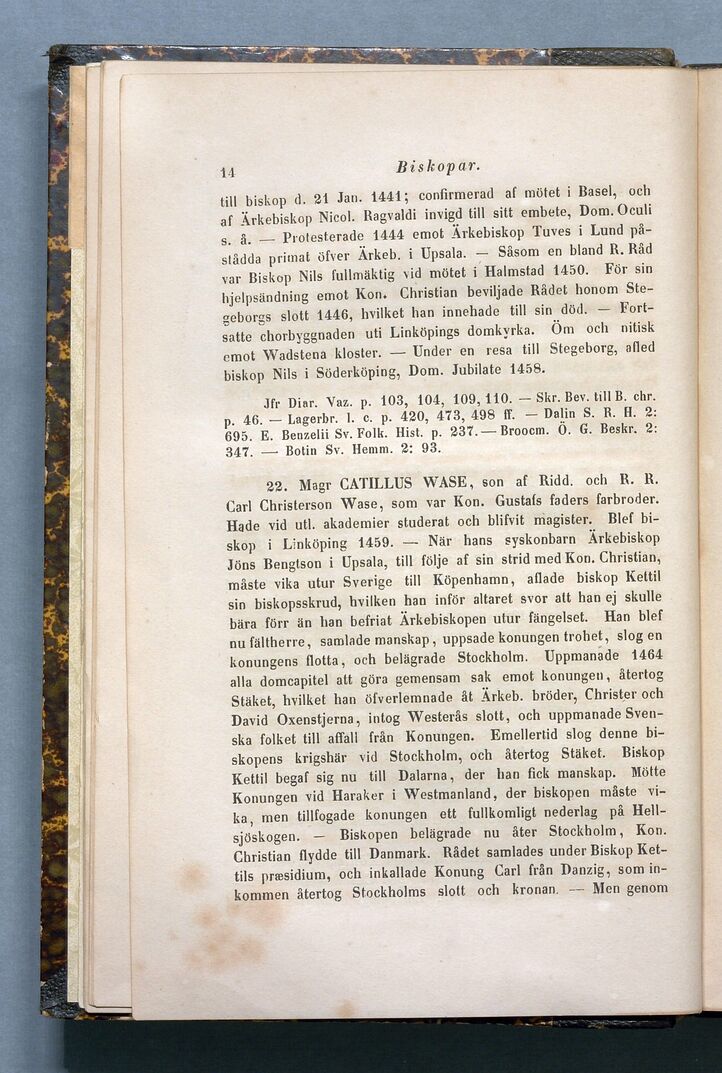 14
Biskopar.
till biskop d. 21 Jan. 1441; confirmerad af mötet i Basel, och
af Ärkebiskop Nicol. Ragvaldi invigd till sitt embete, Dom. Oculi
s. å. — Protesterade 1444 emot Ärkebiskop Tuves i Lund på-
stådda primat öfver Ärkeb. i Upsala. — Såsom en bland R. Råd
var Biskop Nils fullmäktig vid mötet i Halmstad 1450. För sin
hjelpsändning emot Kon. Christian beviljade Rådet honom Ste-
geborgs slott 1446, hvilket han innehade till sin död. — Fort-
satte chorbyggnaden uti Linköpings domkyrka. Öm och nitisk
emot Wadstena kloster. — Under en resa till Stegeborg, afled
biskop Nils i Söderköping, Dom. Jubilate 1458.
Jfr Diar. Vaz. p. 103, 104, 109, 110. — Skr. Bev. till B. chr.
p. 46. — Lagerbr. l. c. p. 420, 473, 498 ff. — Dalin S. R. H. 2:
695. E. Benzelii Sv. Folk. Hist. p. 237. — Broocm. Ö. G. Beskr. 2:
347. — Botin Sv. Hemm. 2: 93.
22. Magr CATILLUS WASE, son af Ridd. och R. R.
Carl Christerson Wase, som var Kon. Gustafs faders farbroder.
Hade vid utl. akademier studerat och blifvit magister. Blef bi-
skop i Linköping 1459. — När hans syskonbarn Ärkebiskop
Jöns Bengtson i Upsala, till följe af sin strid med Kon. Christian,
måste vika utur Sverige till Köpenhamn, aflade biskop Kettil
sin biskopsskrud, hvilken han inför altaret svor att han ej skulle
bära förr än han befriat Ärkebiskopen utur fängelset. Han blef
nu fältherre, samlade manskap, uppsade konungen trohet, slog en
konungens flotta, och belägrade Stockholm. Uppmanade 1464
alla domcapitel att göra gemensam sak emot konungen, återtog
Stäket, hvilket han öfverlemnade åt Ärkeb. bröder, Christer och
David Oxenstjerna, intog Westerås slott, och uppmanade Sven-
ska folket till affall från Konungen. Emellertid slog denne bi-
skopens krigshär vid Stockholm, och återtog Stäket. Biskop
Kettil begaf sig nu till Dalarna, der han fick manskap. Mötte
Konungen vid Haraker i Westmanland, der biskopen måste vi-
ka, men tillfogade konungen ett fullkomligt nederlag på Hell-
sjöskogen. — Biskopen belägrade nu åter Stockholm, Kon.
Christian flydde till Danmark. Rådet samlades under Biskop Ket-
tils præsidium, och inkallade Konung Carl från Danzig, som in-
kommen återtog Stockholms slott och kronan. — Men genom